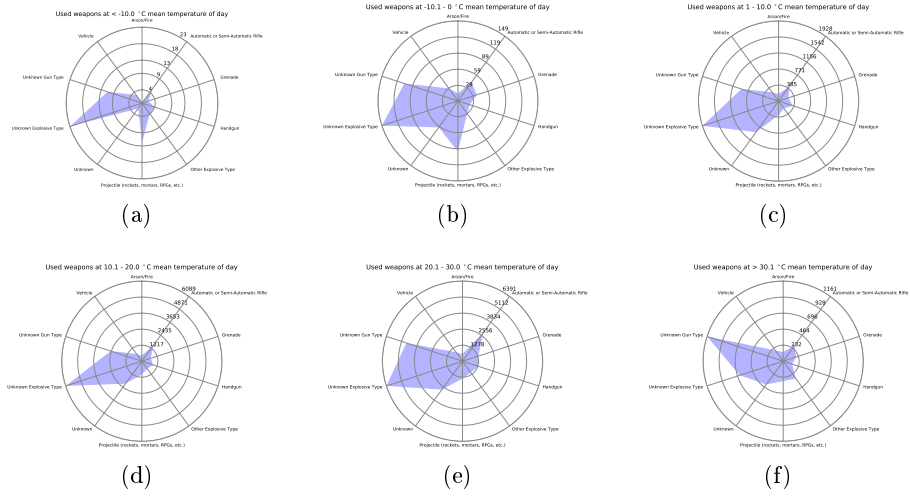 Used weapons at < -10.0 °C mean temperature of day
Arson/Fire
23
Automatic or Semi-Automatic Rifle
Vehicle
18
13
Unknown Gun Type
Grenade
9
4
Unknown Explosive Type
Handgun
Unknown
Other Explosive Type
Projectile (rockets, mortars, RPGs, etc.)
(a)
Used weapons at -10.1 - 0 °C mean temperature of day
Arson/Fire
149
Automatic or Semi-Automatic Rifle
Vehicle
119
89
Unknown Gun Type
Grenade
59
29
Unknown Explosive Type
Handgun
Unknown
Other Explosive Type
Projectile (rockets, mortars, RPGs, etc.)
(b)
Used weapons at 1 - 10.0 °C mean temperature of day
Arson/Fire
1928
Automatic or Semi-Automatic Rifle
Vehicle
1542
1156
Unknown Gun Type
Grenade
771
385
Unknown Explosive Type
Handgun
Unknown
Other Explosive Type
Projectile (rockets, mortars, RPGs, etc.)
(c)
Used weapons at 10.1 - 20.0 °C mean temperature of day
Arson/Fire
6089
Automatic or Semi-Automatic Rifle
Vehicle
4871
3653
Unknown Gun Type
Grenade
2435
1217
Unknown Explosive Type
Handgun
Unknown
Other Explosive Type
Projectile (rockets, mortars, RPGs, etc.)
(d)
Used weapons at 20.1 - 30.0 °C mean temperature of day
Arson/Fire
6391
Automatic or Semi-Automatic Rifle
Vehicle
5112
3834
Unknown Gun Type
Grenade
2556
1278
Unknown Explosive Type
Handgun
Unknown
Other Explosive Type
Projectile (rockets, mortars, RPGs, etc.)
(e)
Used weapons at > 30.1 °C mean temperature of day
Arson/Fire
1161
Automatic or Semi-Automatic Rifle
Vehicle
928
696
Unknown Gun Type
Grenade
464
232
Unknown Explosive Type
Handgun
Unknown
Other Explosive Type
Projectile (rockets, mortars, RPGs, etc.)
(f)